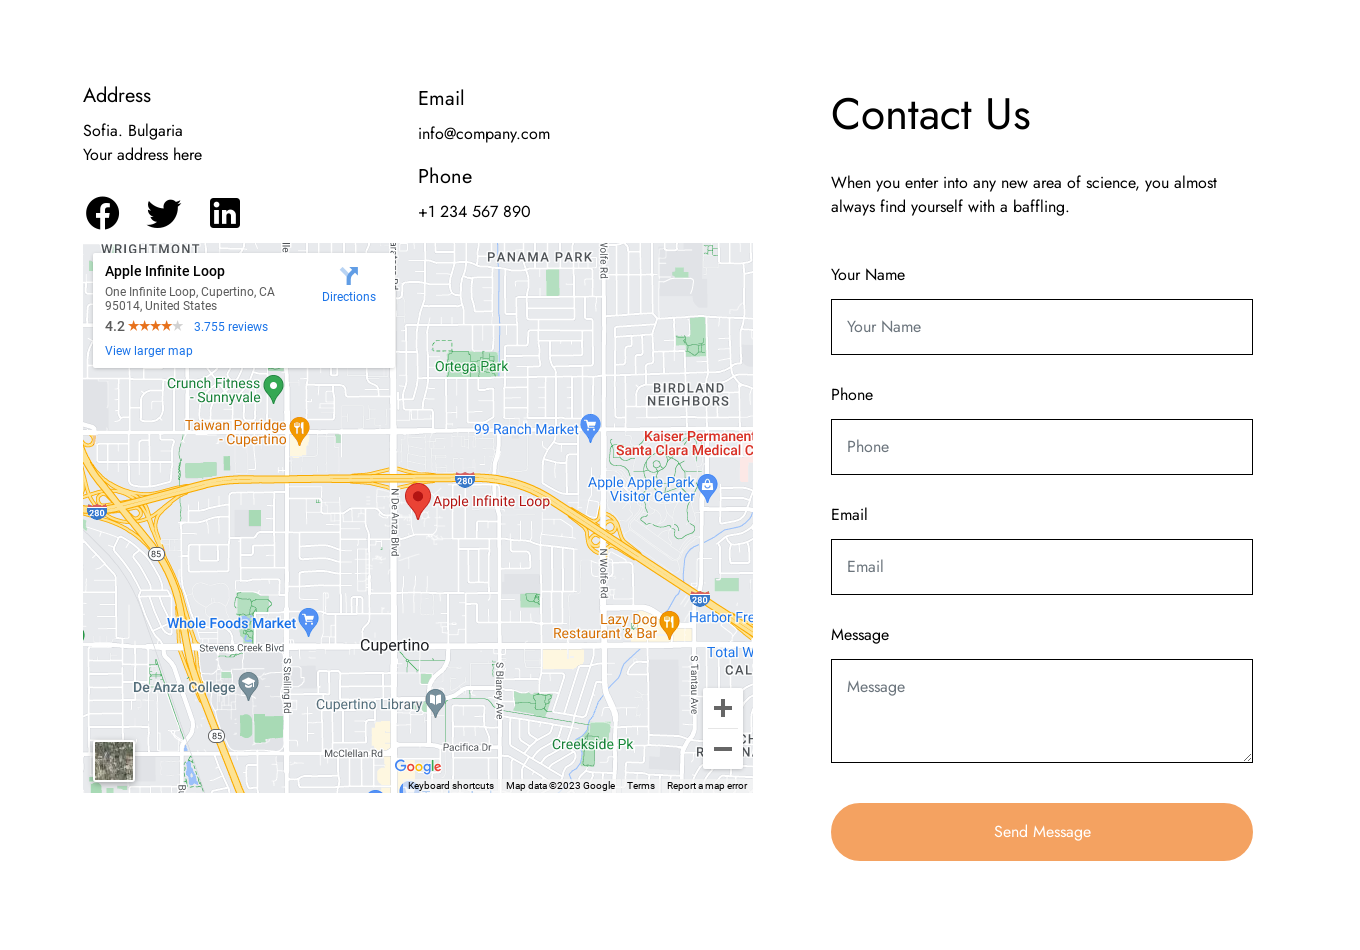 Address
Sofia. Bulgaria
Your address here
Email
info@company.com
Phone
+1 234 567 890
WRIGHTMONT
Apple Infinite Loop
One Infinite Loop, Cupertino, CA
95014, United States
4.2
3.755 reviews
View larger map
Directions
PANAMA PARK
Wolfe Rd
Ortega Park
Crunch Fitness
- Sunnyvale
BIRDLAND
NEIGHBORS
Taiwan Porridge
- Cupertino
99 Ranch Market
Kaiser Permanent
Santa Clara Medical C
280
Apple Apple Park
Visitor Center
Apple Infinite Loop
280
N De Anza Blvd
85
N Wolfe Rd
280
Whole Foods Market
Lazy Dog
Restaurant & Bar
Harbor Fre
Stevens Creek Blvd
Cupertino
Total W
CAL
S Stelling Rd
S Blaney Ave
S Tantau Ave
De Anza College
Cupertino Library
85
McClellan Rd
Pacifica Dr
Creekside Pk
Google
Keyboard shortcuts
Map data ©2023 Google
Terms
Report a map error
Contact Us
When you enter into any new area of science, you almost
always find yourself with a baffling.
Your Name
Your Name
Phone
Phone
Email
Email
Message
Message
Send Message